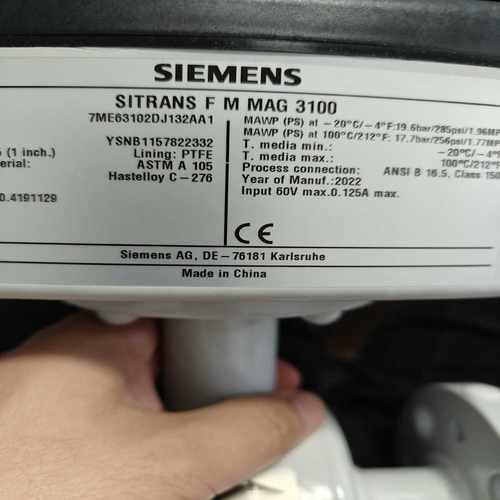 SIEMENS
SITRANS F M MAG 3100
7ME63102DJ132AA1
YSNB1157822332
(1 inch.) Lining: PTFE
ASTM A 105
Hastelloy C-276
0.4191129
MAWP (PS) at -20°C/-4°F:19.6bar/285psi/1.96MP
MAWP (PS) at 100°C/212°F: 17.7bar/256psi/1.77MP
T. media min.: -20°C/-4°F
T. media max.: 100°C/212°F
Process connection: ANSI B 16.5, Class 150
Year of Manuf.:2022
Input 60V max.0.125A max.
CE
Siemens AG, DE-76181 Karlsruhe
Made in China